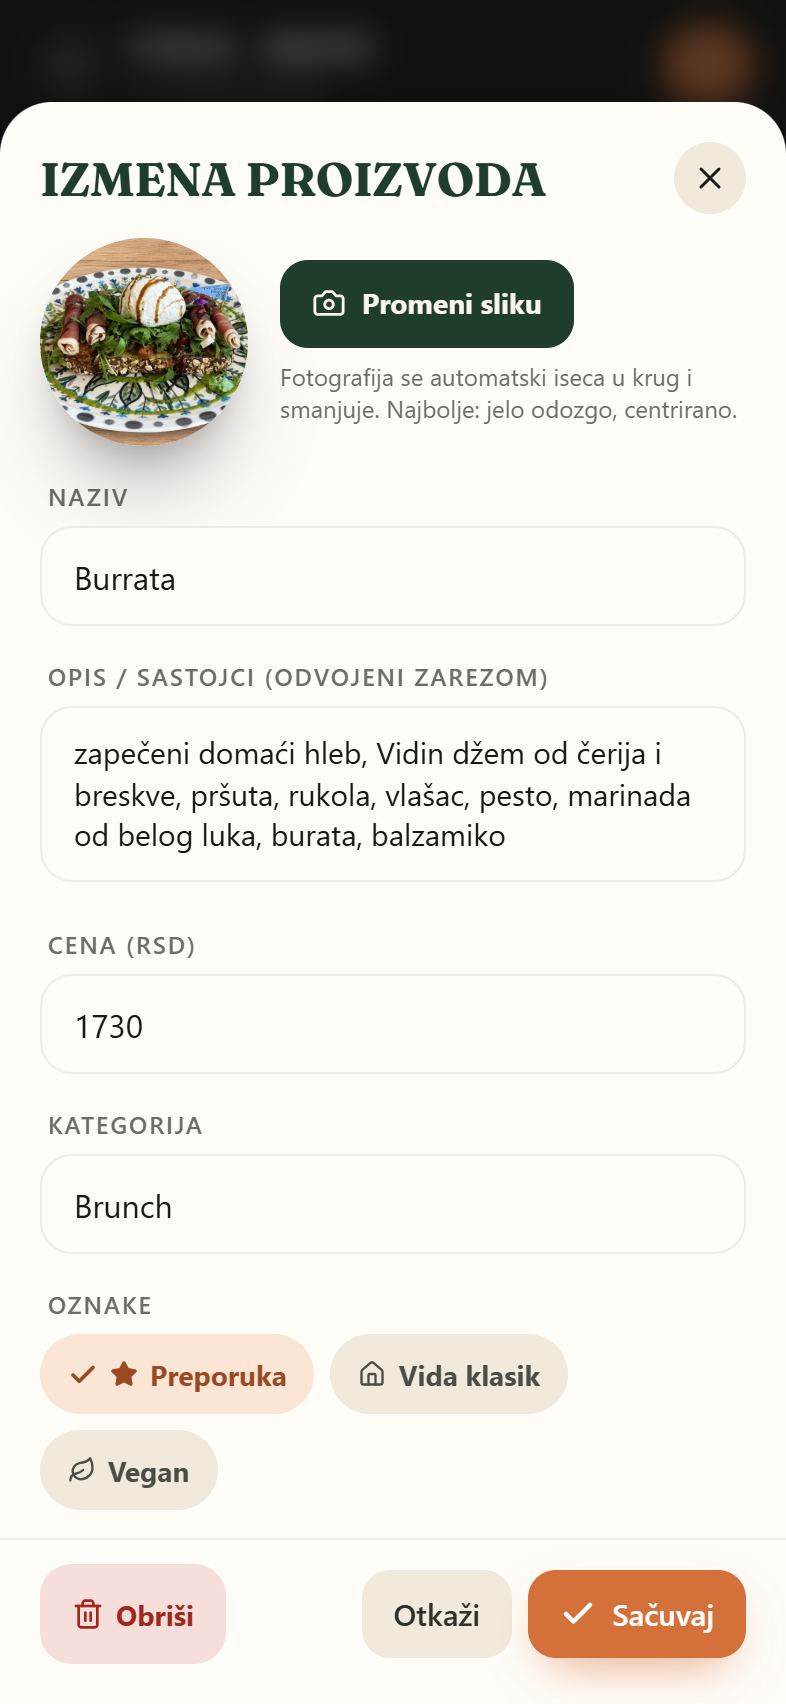 IZMENA PROIZVODA
Promeni sliku
Fotografija se automatski iseca u krug i
smanjuje. Najbolje: jelo odozgo, centrirano.
NAZIV
Burrata
OPIS / SASTOJCI (ODVOJENI ZAREZOM)
zapečeni domaći hleb, Vidin džem od čerija i
breskve, pršuta, rukola, vlašac, pesto, marinada
od belog luka, burata, balzamiko
CENA (RSD)
1730
KATEGORIJA
Brunch
OZNAKE
Preporuka
Vida klasik
Vegan
Obriši
Otkaži
Sačuvaj